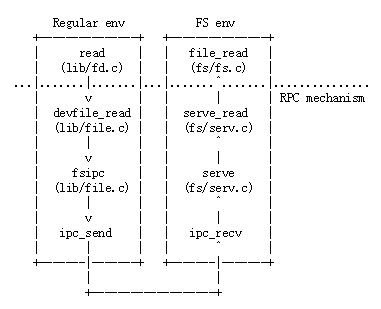 Regular env FS env
read file_read
(lib/fd.c) (fs/fs.c)
RPC mechanism
v
devfile_read serve_read
(lib/file.c) (fs/serv.c)
v
fsipc serve
(lib/file.c) (fs/serv.c)
v
ipc_send ipc_recv